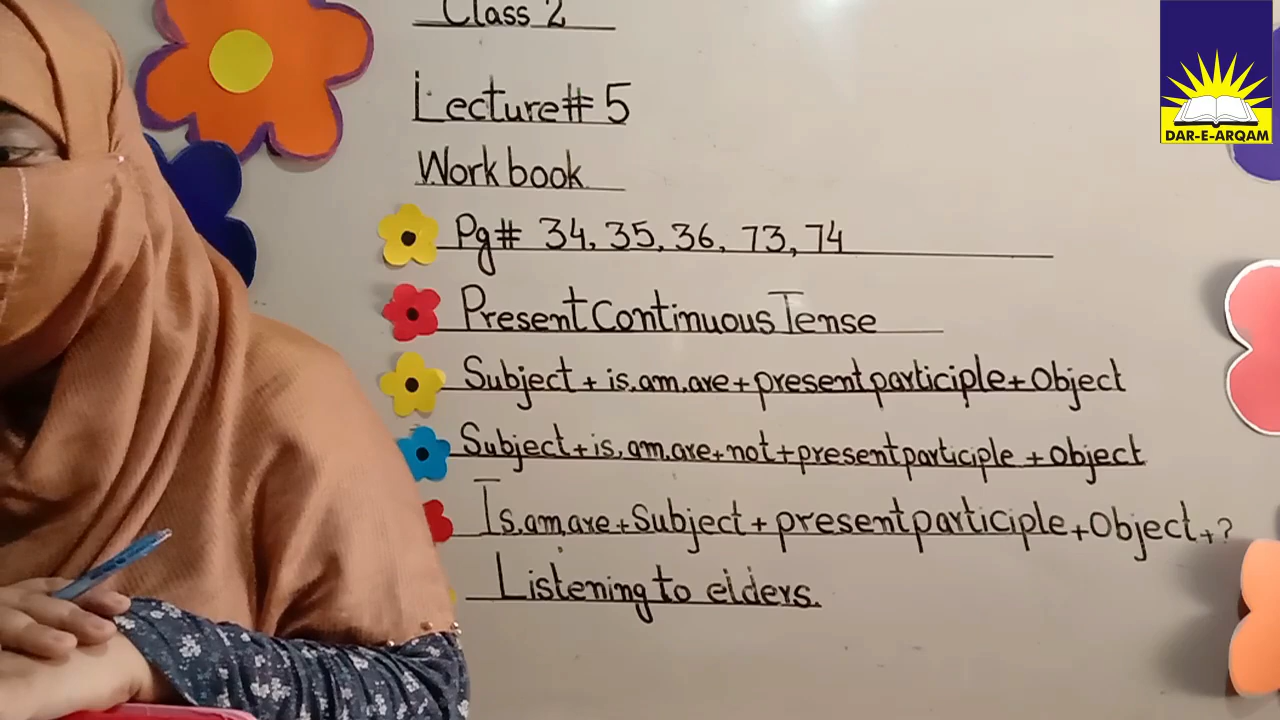 Class 2
Lecture# 5
Work book
Pg# 34, 35, 36, 73, 74
Present Continuous Tense
Subject + is.am.are + present participle + Object
Subject + is.am.are + not + present participle + object
Is.am.are + Subject + present participle + Object + ?
Listening to elders.
DAR-E-ARQAM